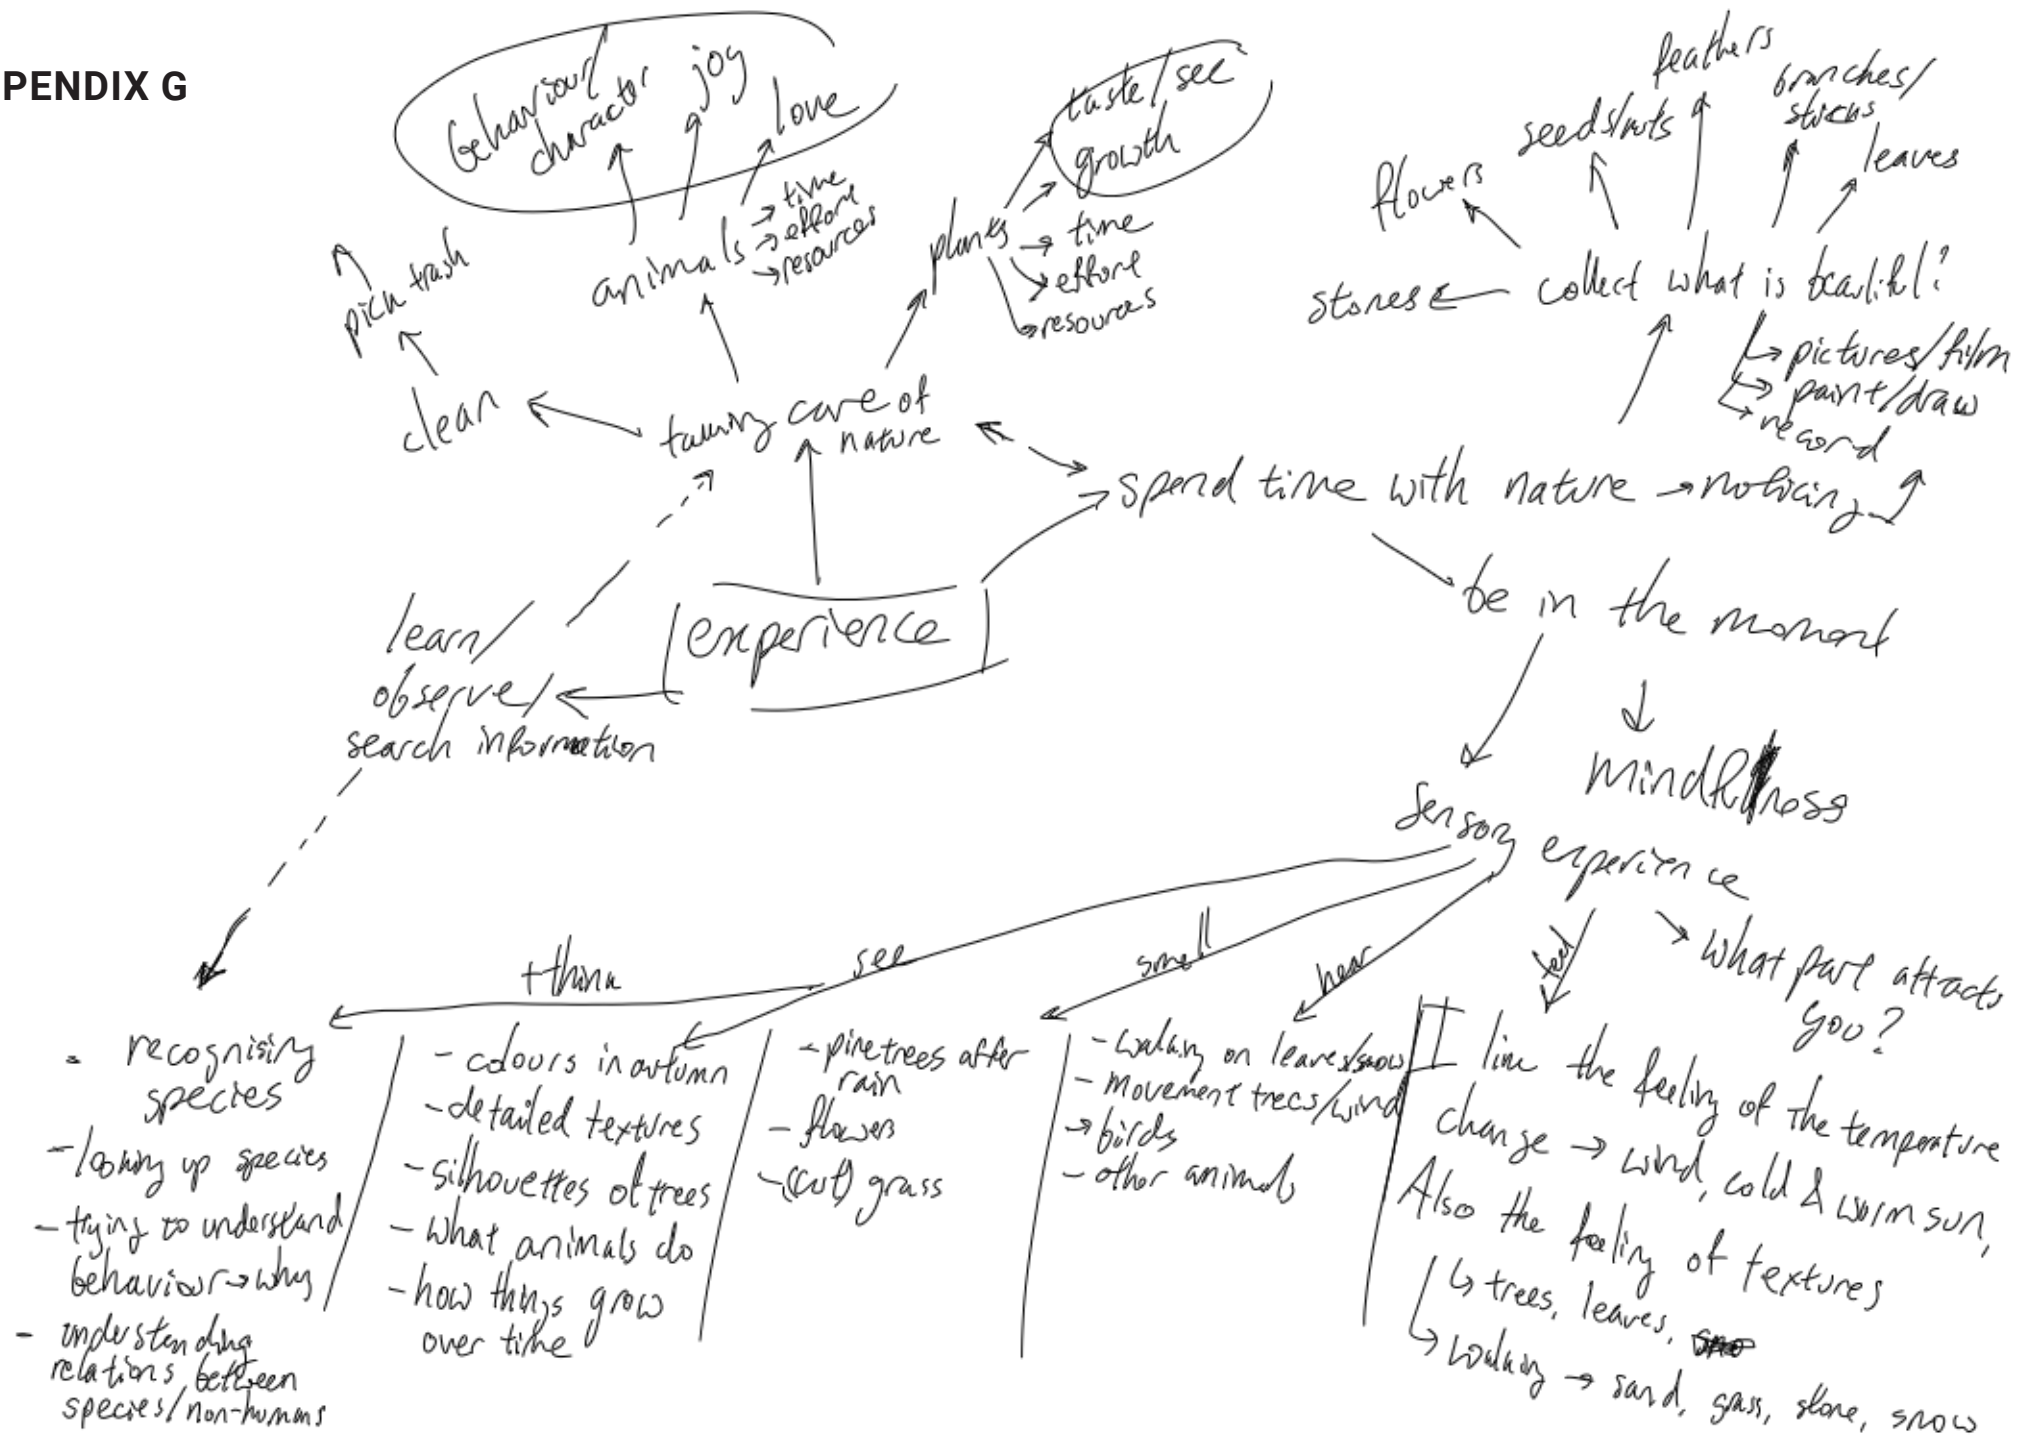 PENDIX G
behaviour/
character
joy
love
taste/see
growth
feathers
branches/
sticks
seeds/nuts
leaves
flowers
stones
collect what is beautiful?
pictures/film
paint/draw
record
pick trash
clean
animals
time
effort
resources
plants
time
effort
resources
taking care of
nature
spend time with nature → noticing
be in the moment
mindfulness
experience
learn/
observe/
search information
sensory
experience
what part attracts
you?
+ think
see
smell
hear
feel
- recognising
species
- looking up species
- trying to understand
behaviour → why
- understanding
relations between
species/non-humans
- colours in autumn
- detailed textures
- silhouettes of trees
- what animals do
- how things grow
over time
- pinetrees after
rain
- flowers
- (cut) grass
- walking on leaves/snow
- movement trees/wind
→ birds
- other animals
I like the feeling of the temperature
change → wind, cold & warm sun,
Also the feeling of textures
↳ trees, leaves,
↳ walking → sand, grass, stone, snow